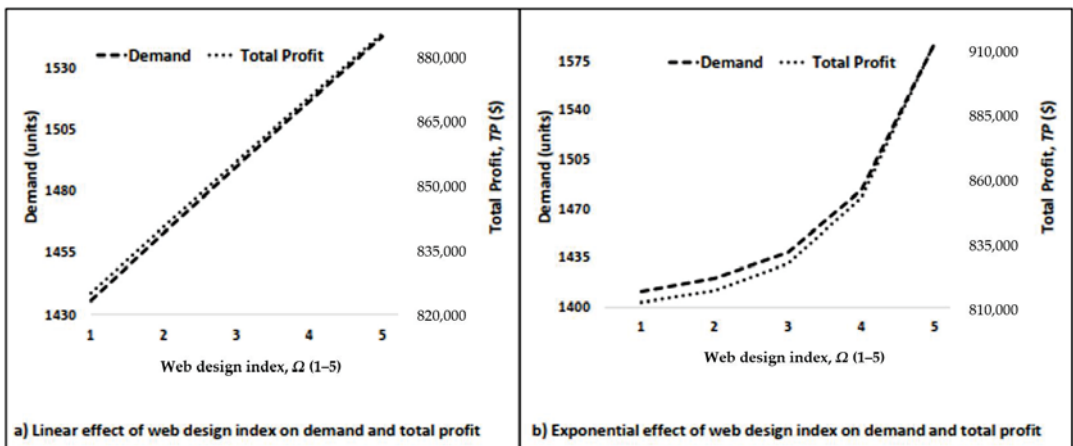 Demand Total Profit
1530
1505
1480
1455
1430
Demand (units)
880,000
865,000
850,000
835,000
820,000
Total Profit, TP ($)
1 2 3 4 5
Web design index, Ω (1–5)
a) Linear effect of web design index on demand and total profit
Demand Total Profit
1575
1540
1505
1470
1435
1400
Demand (units)
910,000
885,000
860,000
835,000
810,000
Total Profit, TP ($)
1 2 3 4 5
Web design index, Ω (1–5)
b) Exponential effect of web design index on demand and total profit